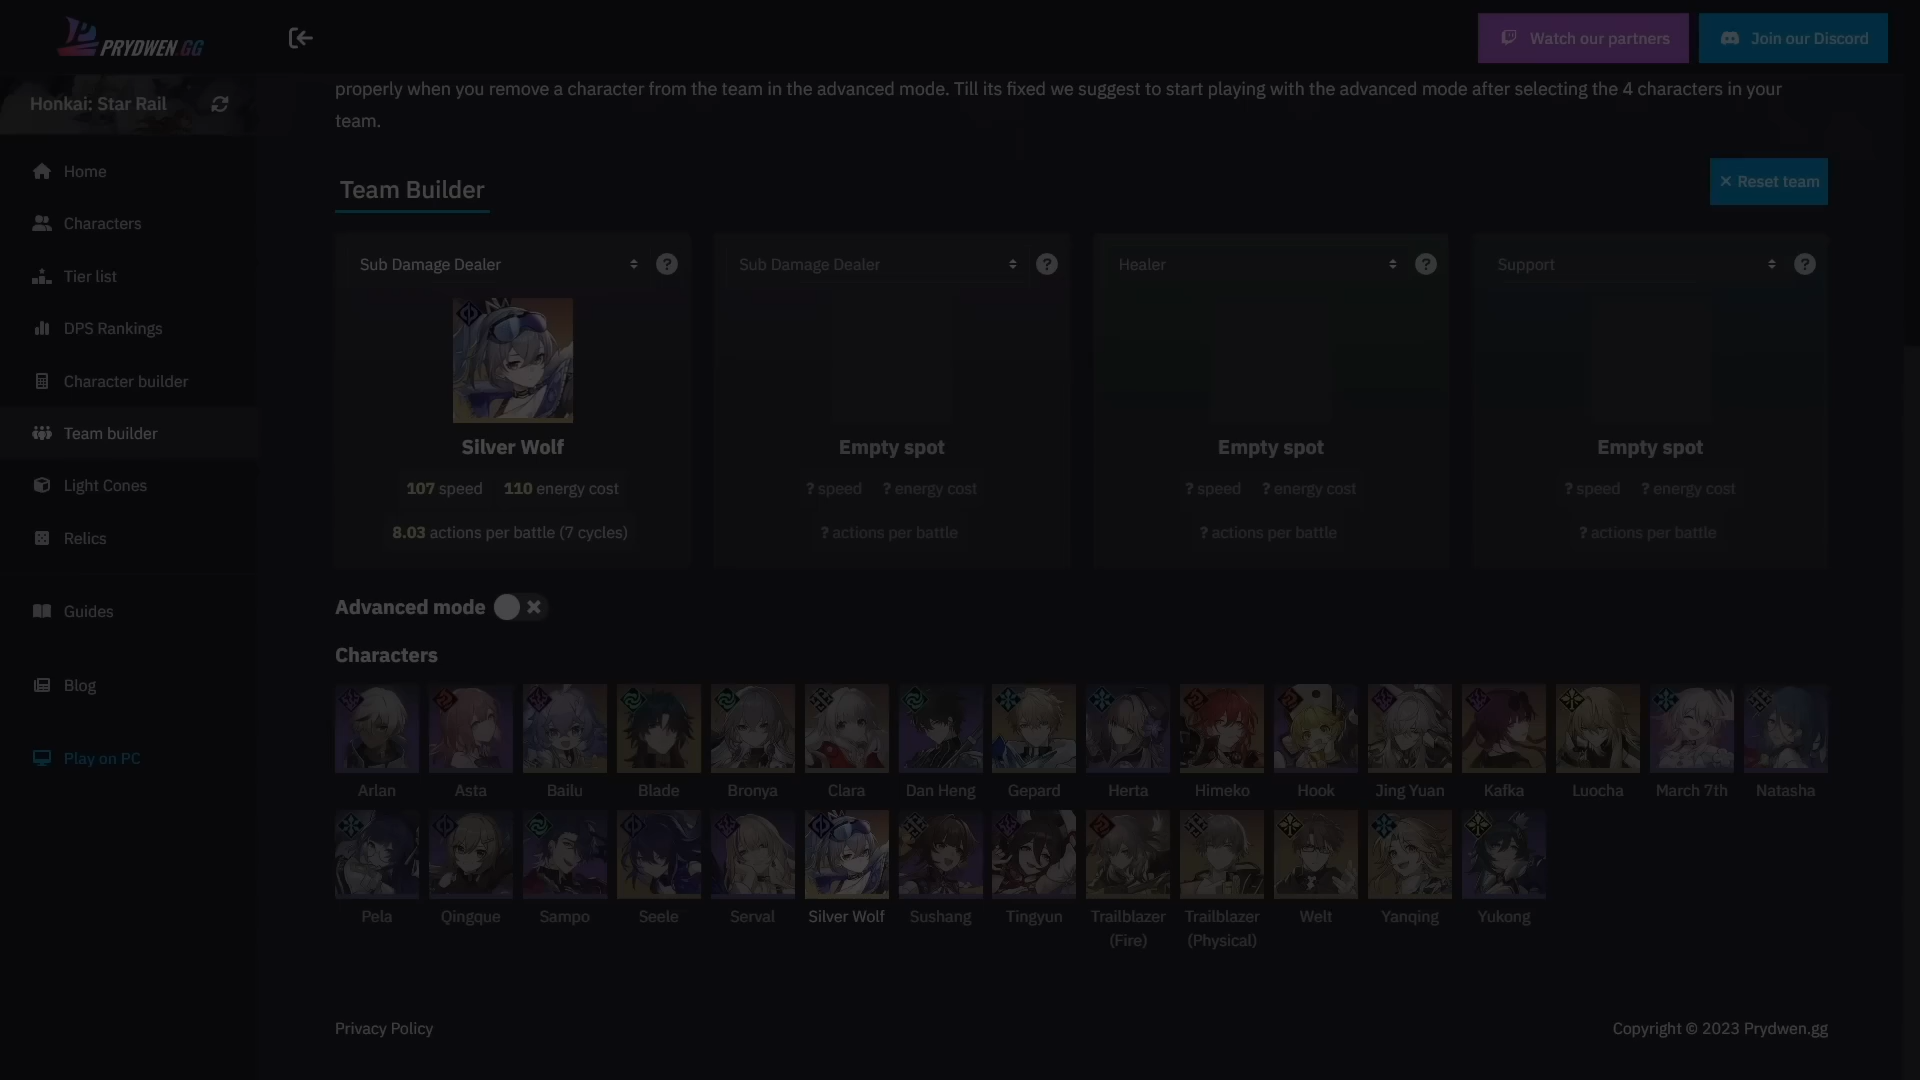 PRYDWEN.GG
Watch our partners
Join our Discord
Honkai: Star Rail
properly when you remove a character from the team in the advanced mode. Till its fixed we suggest to start playing with the advanced mode after selecting the 4 characters in your
team.
Home
Characters
Tier list
DPS Rankings
Character builder
Team builder
Light Cones
Relics
Guides
Blog
Play on PC
Team Builder
Reset team
Sub Damage Dealer ?
Sub Damage Dealer ?
Healer ?
Support ?
Silver Wolf
107 speed 110 energy cost
8.03 actions per battle (7 cycles)
Empty spot
? speed ? energy cost
? actions per battle
Empty spot
? speed ? energy cost
? actions per battle
Empty spot
? speed ? energy cost
? actions per battle
Advanced mode
Characters
Arlan Asta Bailu Blade Bronya Clara Dan Heng Gepard Herta Himeko Hook Jing Yuan Kafka Luocha March 7th Natasha
Pela Qingque Sampo Seele Serval Silver Wolf Sushang Tingyun Trailblazer Trailblazer Welt Yanqing Yukong
(Fire) (Physical)
Privacy Policy
Copyright © 2023 Prydwen.gg